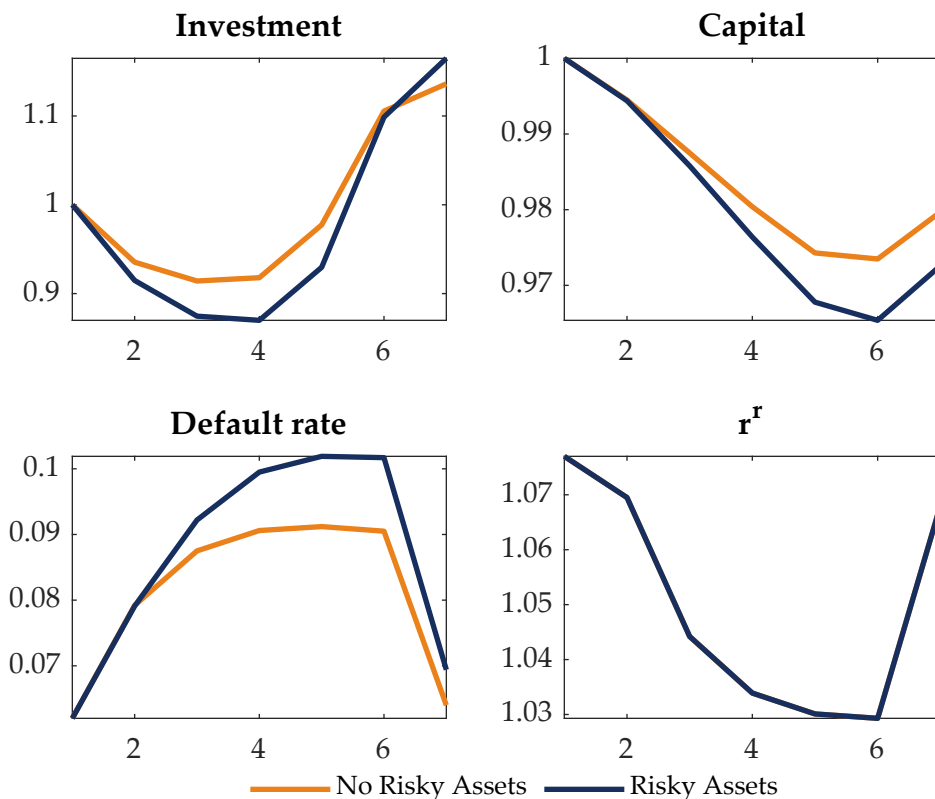 Investment
1.1
1
0.9
2 4 6
Capital
1
0.99
0.98
0.97
2 4 6
Default rate
0.1
0.09
0.08
0.07
2 4 6
r^r
1.07
1.06
1.05
1.04
1.03
2 4 6
No Risky Assets Risky Assets